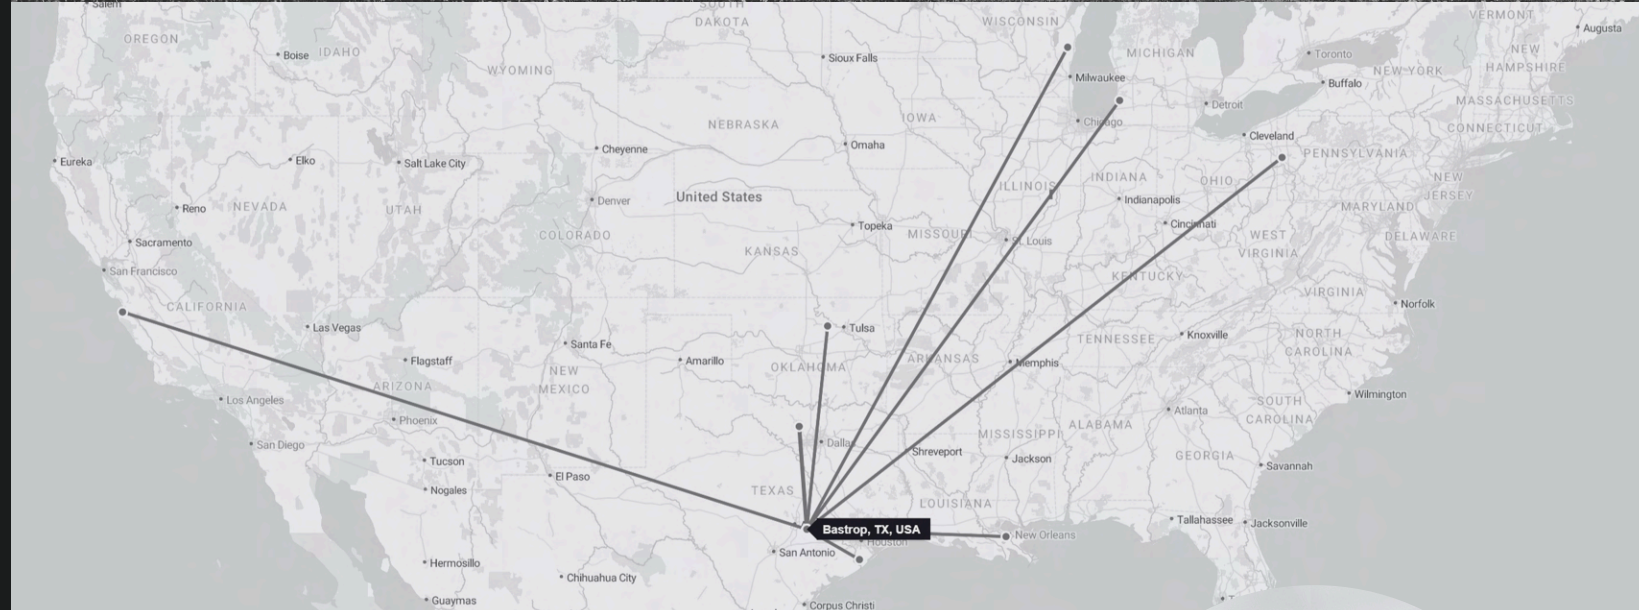 Salem
SOUTH
DAKOTA
WISCONSIN
VERMONT
Augusta
OREGON
Boise
IDAHO
Sioux Falls
MICHIGAN
Toronto
NEW
HAMPSHIRE
WYOMING
Milwaukee
NEW YORK
Buffalo
Detroit
MASSACHUSETTS
NEBRASKA
IOWA
Chicago
CONNECTICUT
Cleveland
Eureka
Elko
Salt Lake City
Cheyenne
Omaha
PENNSYLVANIA
United States
ILLINOIS
INDIANA
OHIO
NEW
JERSEY
Reno
NEVADA
UTAH
Denver
Indianapolis
MARYLAND
Sacramento
COLORADO
KANSAS
Topeka
MISSOURI
St. Louis
Cincinnati
WEST
VIRGINIA
DELAWARE
San Francisco
KENTUCKY
CALIFORNIA
VIRGINIA
Norfolk
Las Vegas
Santa Fe
Tulsa
Knoxville
TENNESSEE
NORTH
CAROLINA
Flagstaff
Amarillo
OKLAHOMA
ARKANSAS
Memphis
NEW
MEXICO
ARIZONA
Los Angeles
Phoenix
Atlanta
SOUTH
CAROLINA
Wilmington
San Diego
Dallas
MISSISSIPPI
ALABAMA
Tucson
El Paso
Shreveport
Jackson
GEORGIA
Savannah
Nogales
TEXAS
LOUISIANA
Bastrop, TX, USA
New Orleans
Tallahassee
Jacksonville
San Antonio
Houston
Hermosillo
Chihuahua City
Guaymas
Corpus Christi